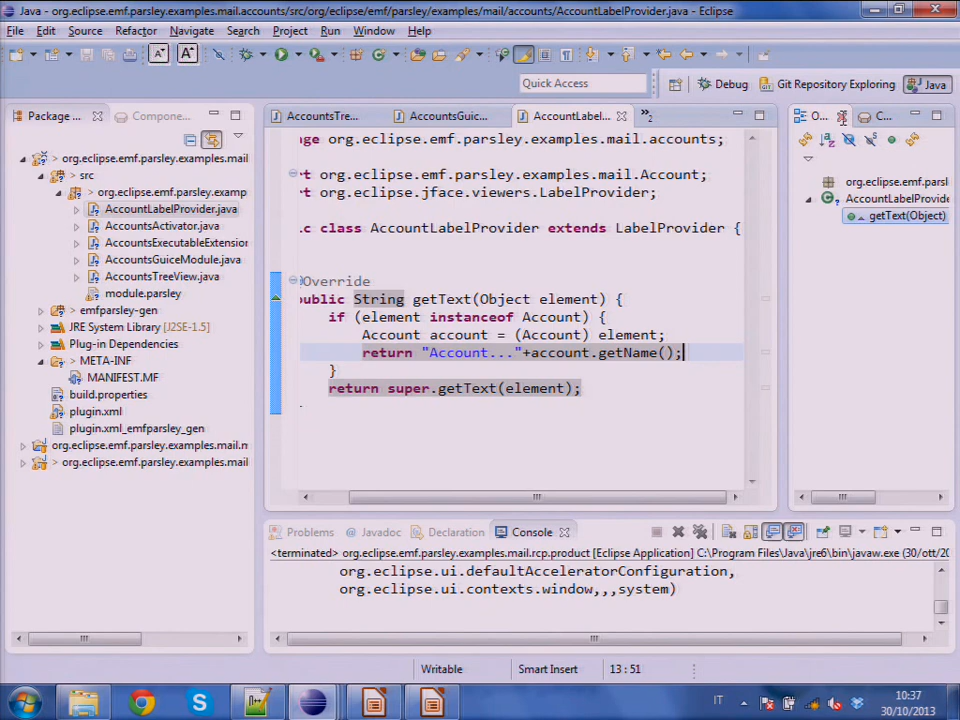 Java - org.eclipse.emf.parsley.examples.mail.accounts/src/org/eclipse/emf/parsley/examples/mail/accounts/AccountLabelProvider.java - Eclipse
File Edit Source Refactor Navigate Search Project Run Window Help
Quick Access
Debug Git Repository Exploring Java
Package ...
Compone...
org.eclipse.emf.parsley.examples.mail
src
org.eclipse.emf.parsley.examp
AccountLabelProvider.java
AccountsActivator.java
AccountsExecutableExtension
AccountsGuiceModule.java
AccountsTreeView.java
module.parsley
emfparsley-gen
JRE System Library [J2SE-1.5]
Plug-in Dependencies
META-INF
MANIFEST.MF
build.properties
plugin.xml
plugin.xml_emfparsley_gen
org.eclipse.emf.parsley.examples.mail.n
org.eclipse.emf.parsley.examples.mail
AccountsTre...
AccountsGuic...
AccountLabel...
»2
ge org.eclipse.emf.parsley.examples.mail.accounts;
t org.eclipse.emf.parsley.examples.mail.Account;
t org.eclipse.jface.viewers.LabelProvider;
c class AccountLabelProvider extends LabelProvider {
Override
public String getText(Object element) {
if (element instanceof Account) {
Account account = (Account) element;
return "Account..."+account.getName();
}
return super.getText(element);
O...
C...
org.eclipse.emf.parsl
AccountLabelProvide
getText(Object)
Problems
@ Javadoc
Declaration
Console
<terminated> org.eclipse.emf.parsley.examples.mail.rcp.product [Eclipse Application] C:\Program Files\Java\jre6\bin\javaw.exe (30/ott/20
org.eclipse.ui.defaultAcceleratorConfiguration,
org.eclipse.ui.contexts.window,,,system)
Writable
Smart Insert
13 : 51
IT
10:37
30/10/2013